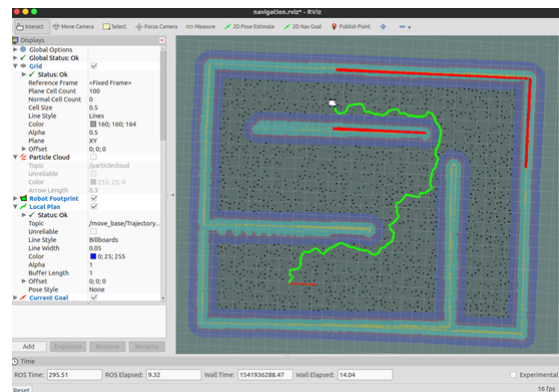 navigation.rviz* - RViz
Interact Move Camera Select Focus Camera Measure 2D Pose Estimate 2D Nav Goal Publish Point
Displays
Global Options
Global Status: Ok
Grid
Status: Ok
Reference Frame <Fixed Frame>
Plane Cell Count 100
Normal Cell Count 0
Cell Size 0.5
Line Style Lines
Color 160; 160; 164
Alpha 0.5
Plane XY
Offset 0; 0; 0
Particle Cloud
Topic /particlecloud
Unreliable
Color 255; 25; 0
Arrow Length 0.3
Robot Footprint
Local Plan
Status: Ok
Topic /move_base/Trajectory...
Unreliable
Line Style Billboards
Line Width 0.05
Color 0; 25; 255
Alpha 1
Buffer Length 1
Offset 0; 0; 0
Pose Style None
Current Goal
Add Duplicate Remove Rename
Time
ROS Time: 295.51 ROS Elapsed: 9.32 Wall Time: 1541936288.47 Wall Elapsed: 14.04 Experimental
Reset 16 fps